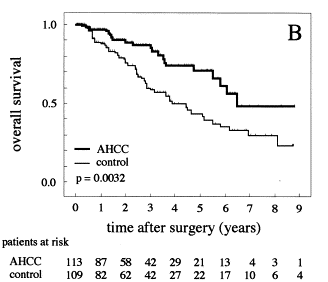 B
overall survival
1.0
0.5
0.0
AHCC
control
p = 0.0032
0 1 2 3 4 5 6 7 8 9
time after surgery (years)
patients at risk
AHCC 113 87 58 42 29 21 13 4 3 1
control 109 82 62 42 27 22 17 10 6 4